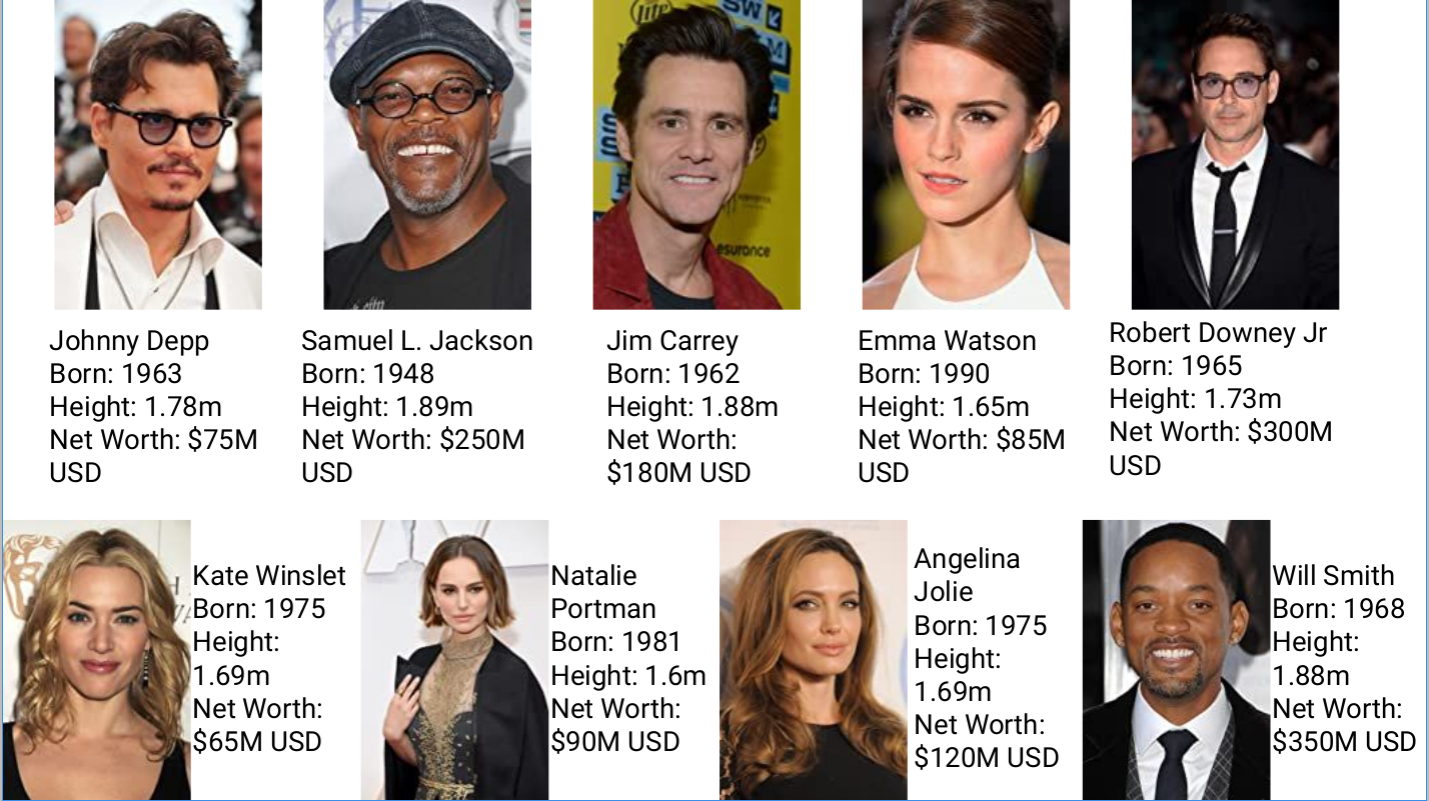 lite
SW
esurance
city
Johnny Depp
Born: 1963
Height: 1.78m
Net Worth: $75M
USD
Samuel L. Jackson
Born: 1948
Height: 1.89m
Net Worth: $250M
USD
Jim Carrey
Born: 1962
Height: 1.88m
Net Worth:
$180M USD
Emma Watson
Born: 1990
Height: 1.65m
Net Worth: $85M
USD
Robert Downey Jr
Born: 1965
Height: 1.73m
Net Worth: $300M
USD
Kate Winslet
Born: 1975
Height:
1.69m
Net Worth:
$65M USD
Natalie
Portman
Born: 1981
Height: 1.6m
Net Worth:
$90M USD
Angelina
Jolie
Born: 1975
Height:
1.69m
Net Worth:
$120M USD
Will Smith
Born: 1968
Height:
1.88m
Net Worth:
$350M USD